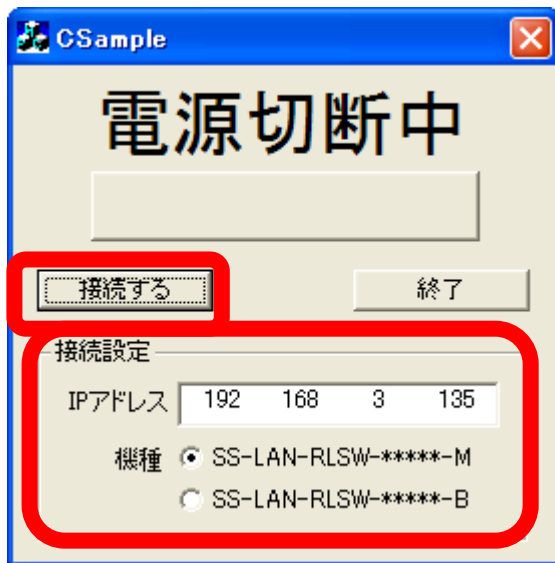 CSample
電源切断中
接続する 終了
接続設定
IPアドレス 192 168 3 135
機種 SS-LAN-RLSW-*****-M
SS-LAN-RLSW-*****-B